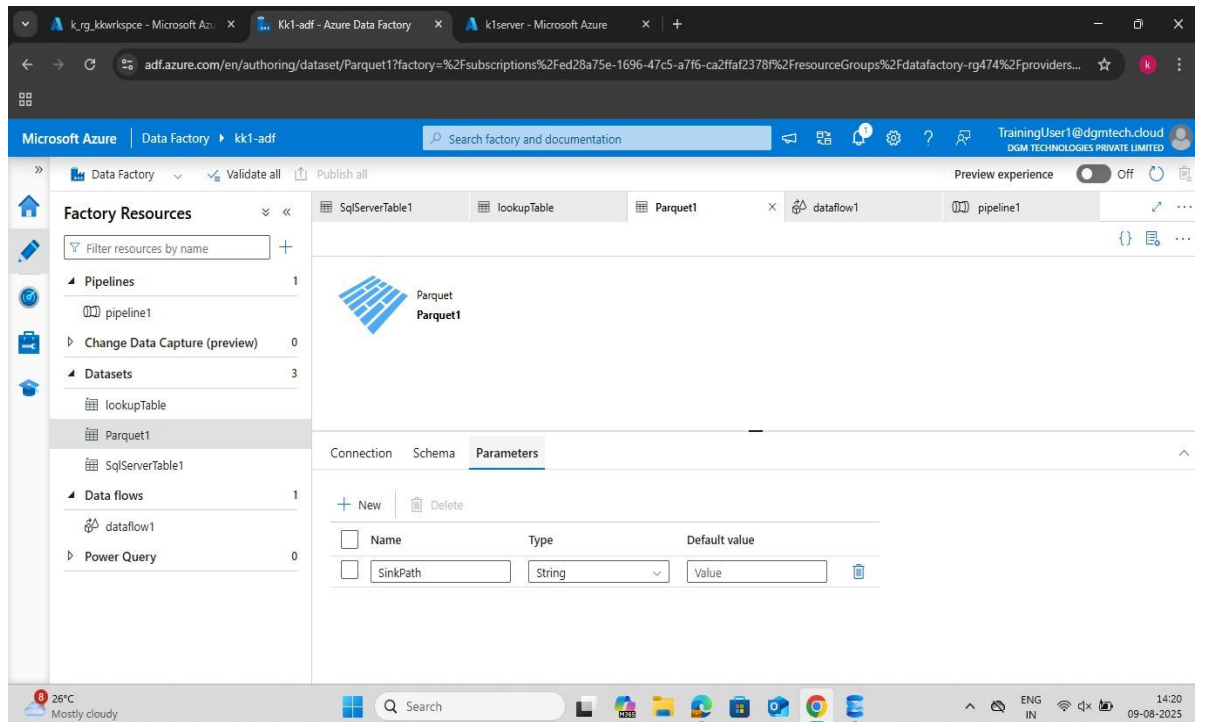 k_rg_kkwrkspce - Microsoft Azu
Kk1-adf - Azure Data Factory
k1server - Microsoft Azure
adf.azure.com/en/authoring/dataset/Parquet1?factory=%2Fsubscriptions%2Fed28a75e-1696-47c5-a7f6-ca2ffaf2378f%2FresourceGroups%2Fdatafactory-rg474%2Fproviders...
k
Microsoft Azure
Data Factory
kk1-adf
Search factory and documentation
1
TrainingUser1@dgmtech.cloud
DGM TECHNOLOGIES PRIVATE LIMITED
Data Factory
Validate all
Publish all
Preview experience
Off
Factory Resources
SqlServerTable1
lookupTable
Parquet1
dataflow1
pipeline1
Filter resources by name
Pipelines 1
pipeline1
Change Data Capture (preview) 0
Datasets 3
lookupTable
Parquet1
SqlServerTable1
Data flows 1
dataflow1
Power Query 0
Parquet
Parquet1
Connection
Schema
Parameters
New
Delete
Name
Type
Default value
SinkPath
String
Value
8
26°C
Mostly cloudy
Search
M365
ENG
IN
14:20
09-08-2025